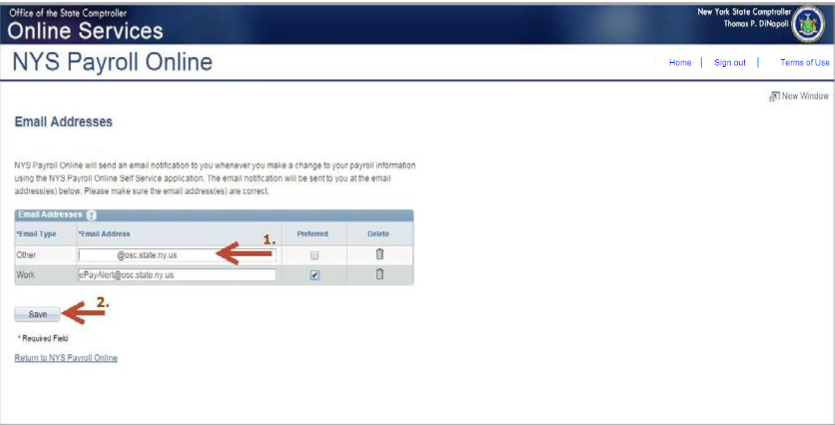 Office of the State Comptroller
Online Services
New York State Comptroller
Thomas P. DiNapoli
NYS Payroll Online
Home | Sign out | Terms of Use
New Window
Email Addresses
NYS Payroll Online will send an email notification to you whenever you make a change to your payroll information
using the NYS Payroll Online Self Service application. The email notification will be sent to you at the email
address(es) below. Please make sure the email address(es) are correct.
Email Addresses ?
*Email Type *Email Address Preferred Delete
1.
Other @osc.state.ny.us
Work ePayAlert@osc.state.ny.us
2.
Save
* Required Field
Return to NYS Payroll Online